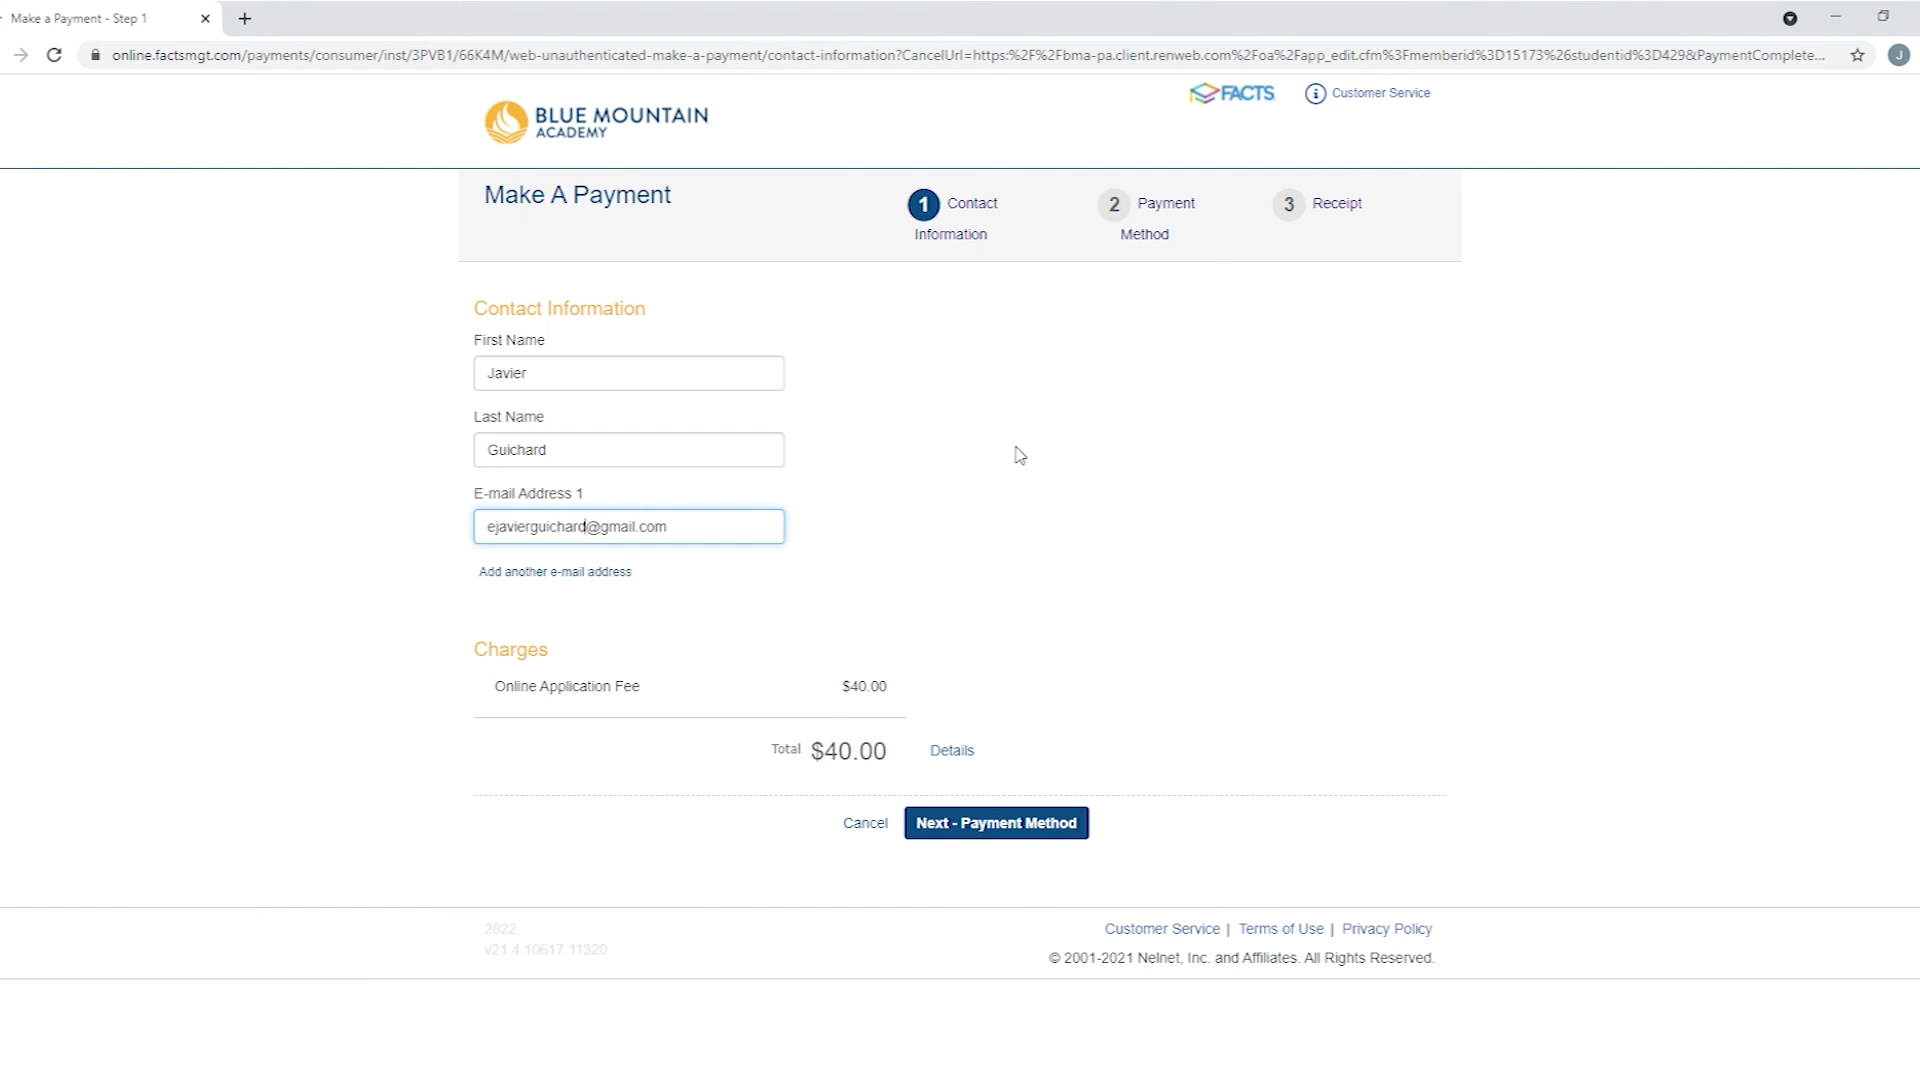 Make a Payment - Step 1
online.factsmgt.com/payments/consumer/inst/3PVB1/66K4M/web-unauthenticated-make-a-payment/contact-information?CancelUrl=https:%2F%2Fbma-pa.client.renweb.com%2Foa%2Fapp_edit.cfm%3Fmemberid%3D15173%26studentid%3D429&PaymentComplete...
J
BLUE MOUNTAIN
ACADEMY
FACTS
Customer Service
Make A Payment
1 Contact
Information
2 Payment
Method
3 Receipt
Contact Information
First Name
Javier
Last Name
Guichard
E-mail Address 1
ejavierguichard@gmail.com
Add another e-mail address
Charges
Online Application Fee $40.00
Total $40.00 Details
Cancel Next - Payment Method
2822
v21.4.10617.11320
Customer Service | Terms of Use | Privacy Policy
© 2001-2021 Nelnet, Inc. and Affiliates. All Rights Reserved.